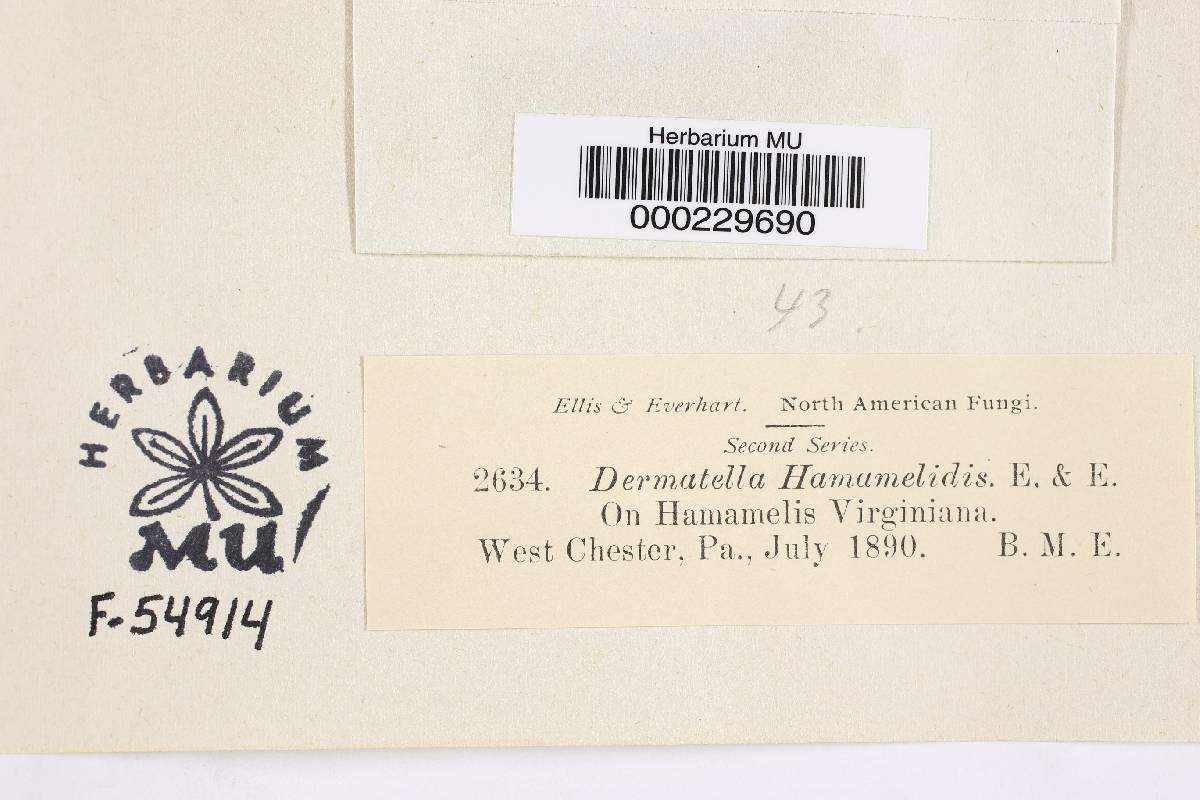 Herbarium MU
000229690
43.
HERBARIUM
MU
F-54914
Ellis & Everhart. North American Fungi.
Second Series.
2634. Dermatella Hamamelidis. E. & E.
On Hamamelis Virginiana.
West Chester, Pa., July 1890. B. M. E.